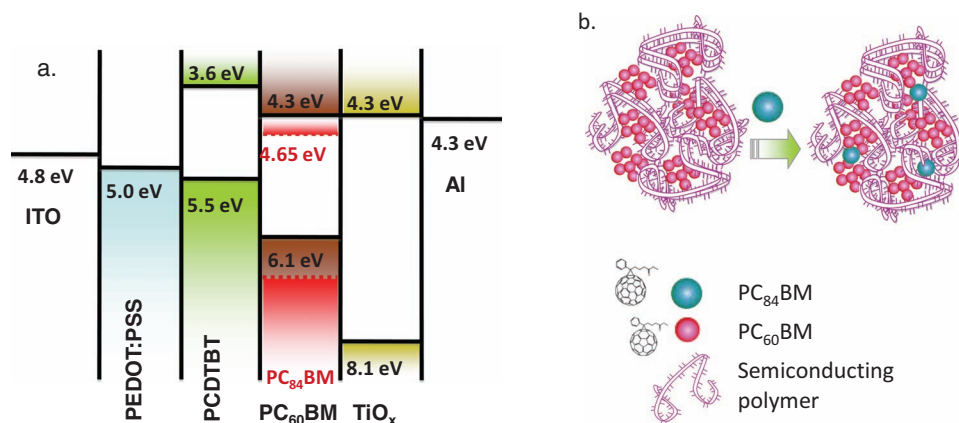 a.
3.6 eV
4.3 eV
4.3 eV
4.65 eV
4.3 eV
Al
4.8 eV
ITO
5.0 eV
5.5 eV
6.1 eV
8.1 eV
PEDOT:PSS
PCDTBT
PC₈₄BM
PC₆₀BM
TiOₓ
b.
PC₈₄BM
PC₆₀BM
Semiconducting
polymer